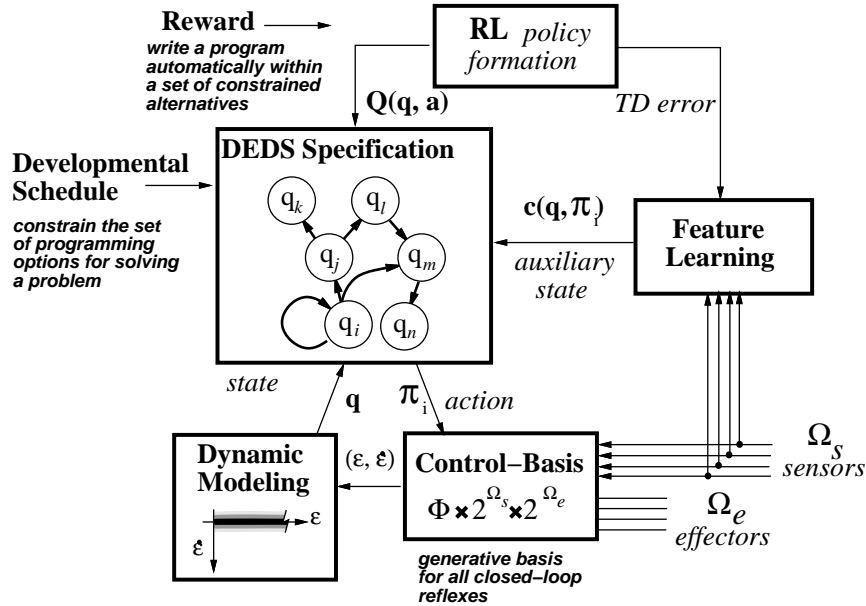 Reward
write a program
automatically within
a set of constrained
alternatives
RL policy
formation
Q(q, a)
TD error
DEDS Specification
Developmental
Schedule
constrain the set
of programming
options for solving
a problem
q_k
q_l
q_j
q_m
q_i
q_n
c(q, π_i)
auxiliary
state
Feature
Learning
state
q
π_i action
Dynamic
Modeling
ε
ε̇
(ε, ε̇)
Control–Basis
Φ × 2^Ω_s × 2^Ω_e
generative basis
for all closed–loop
reflexes
Ω_s
sensors
Ω_e
effectors